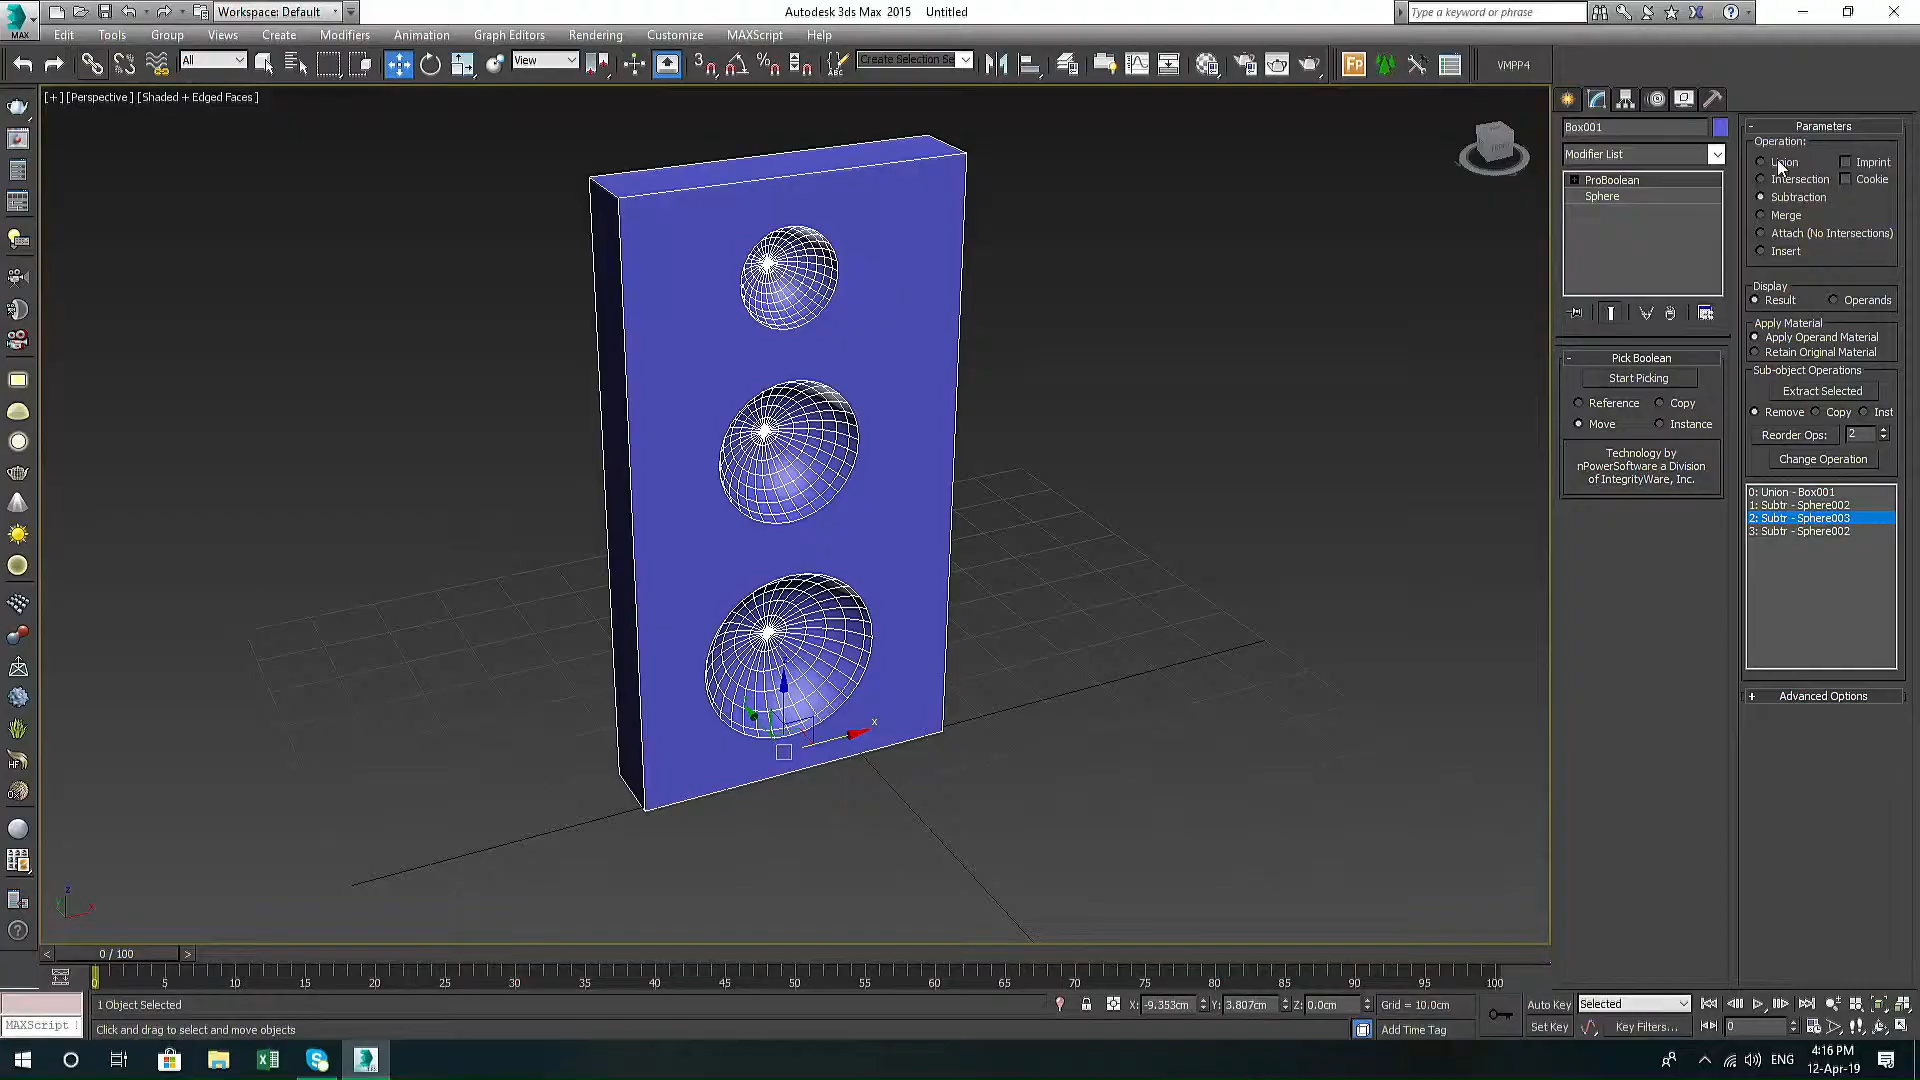 Workspace: Default
Autodesk 3ds Max 2015    Untitled
Type a keyword or phrase
MAX
Edit
Tools
Group
Views
Create
Modifiers
Animation
Graph Editors
Rendering
Customize
MAXScript
Help
All
View
3
ABC
Create Selection Se
FP
VMPP4
[+] [Perspective] [Shaded + Edged Faces]
x
z
x
Box001
Modifier List
ProBoolean
Sphere
- Pick Boolean
Start Picking
Reference
Copy
Move
Instance
Technology by
nPowerSoftware a Division
of IntegrityWare, Inc.
- Parameters
Operation:
Union
Imprint
Intersection
Cookie
Subtraction
Merge
Attach (No Intersections)
Insert
Display
Result
Operands
Apply Material
Apply Operand Material
Retain Original Material
Sub-object Operations
Extract Selected
Remove
Copy
Inst
Reorder Ops:
2
Change Operation
0: Union - Box001
1: Subtr - Sphere002
2: Subtr - Sphere003
3: Subtr - Sphere002
+ Advanced Options
< 0 / 100 >
0 5 10 15 20 25 30 35 40 45 50 55 60 65 70 75 80 85 90 95 100
1 Object Selected
X: -9.353cm
Y: 3.807cm
Z: 0.0cm
Grid = 10.0cm
Auto Key
Selected
MAXScript
Click and drag to select and move objects
Add Time Tag
Set Key
Key Filters...
0
ENG
4:16 PM
12-Apr-19